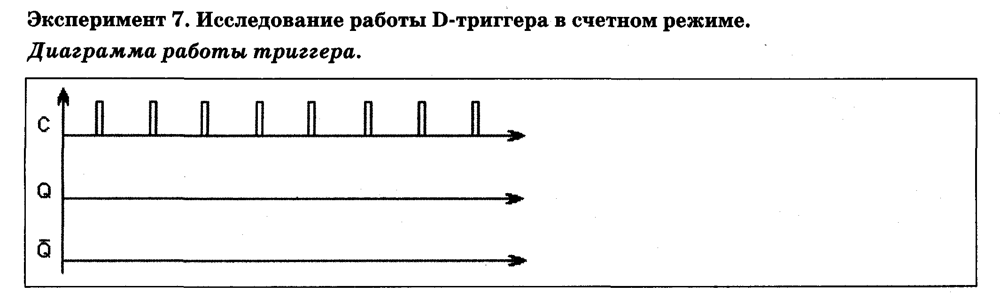 Эксперимент 7. Исследование работы D-триггера в счетном режиме.
Диаграмма работы триггера.
C
Q
Q̅